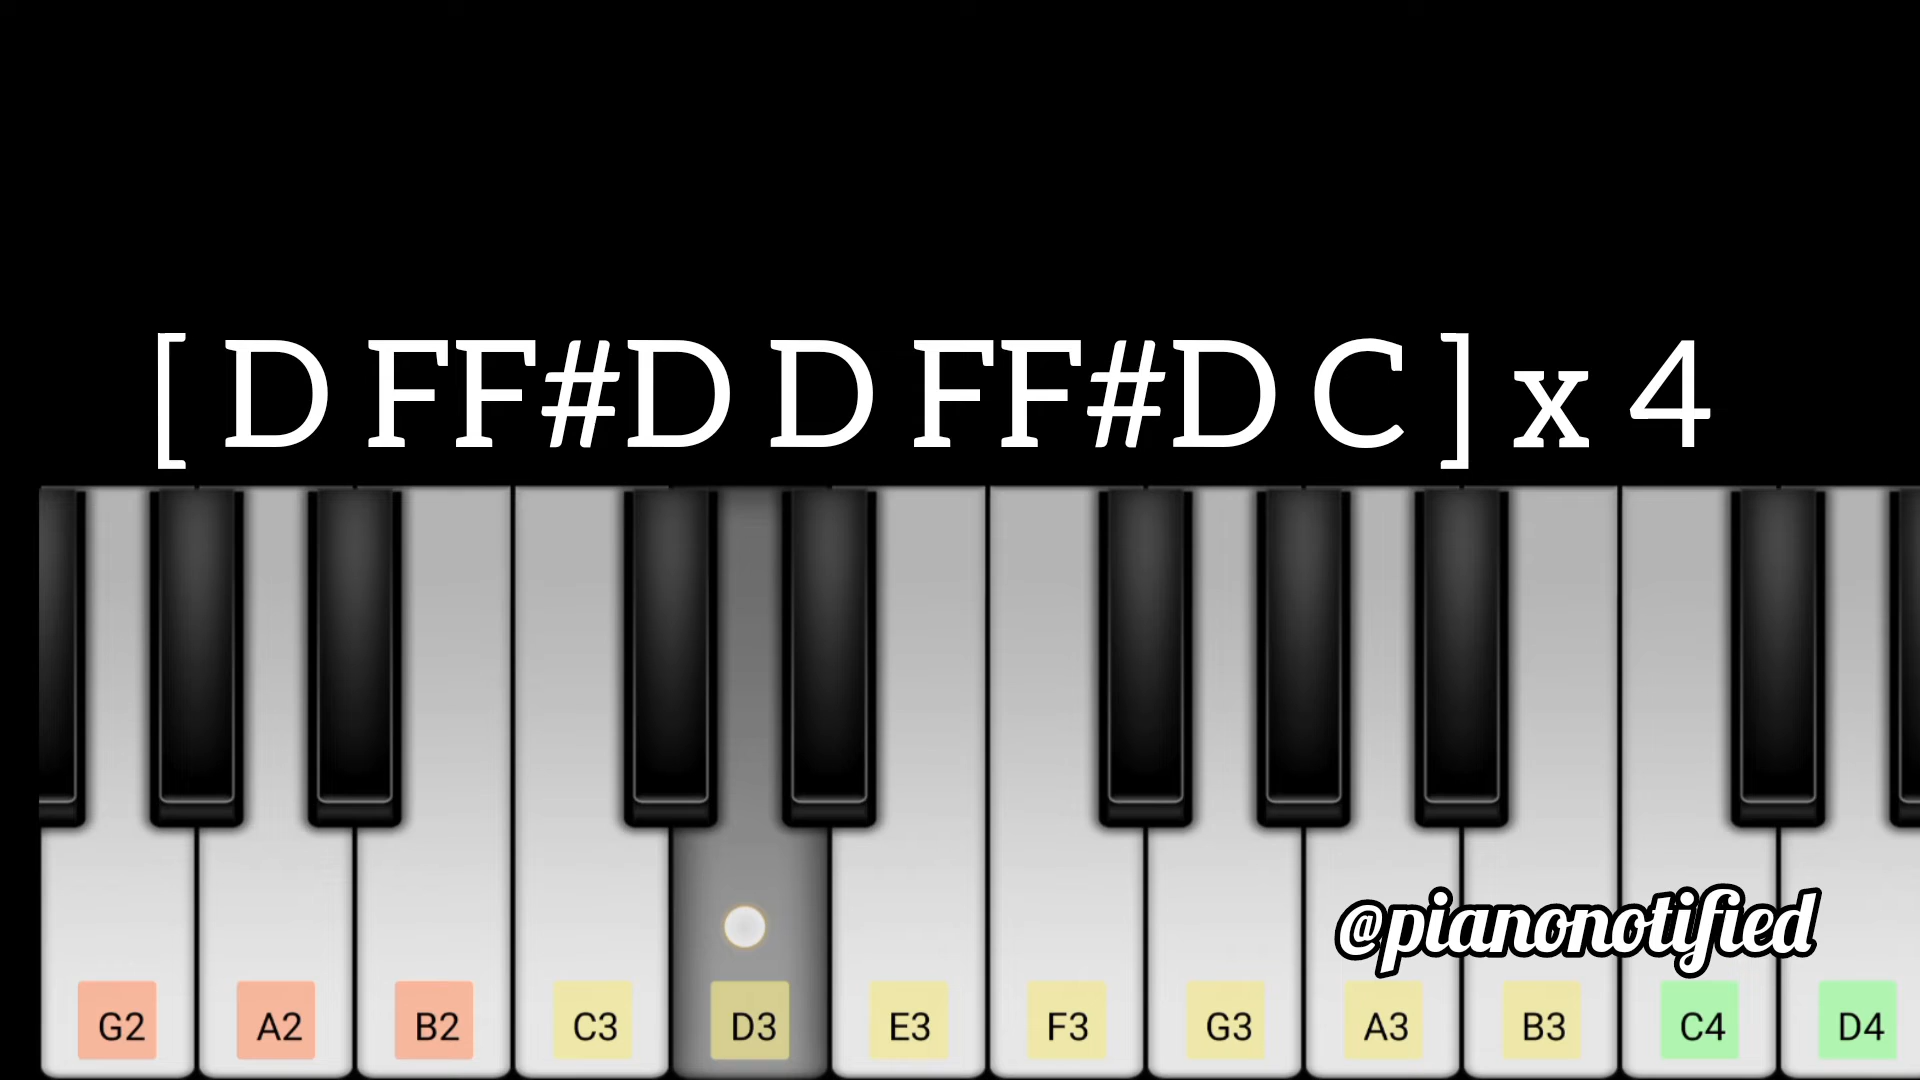 [ D FF#D D FF#D C ] x 4
@pianonotified
G2 A2 B2 C3 D3 E3 F3 G3 A3 B3 C4 D4